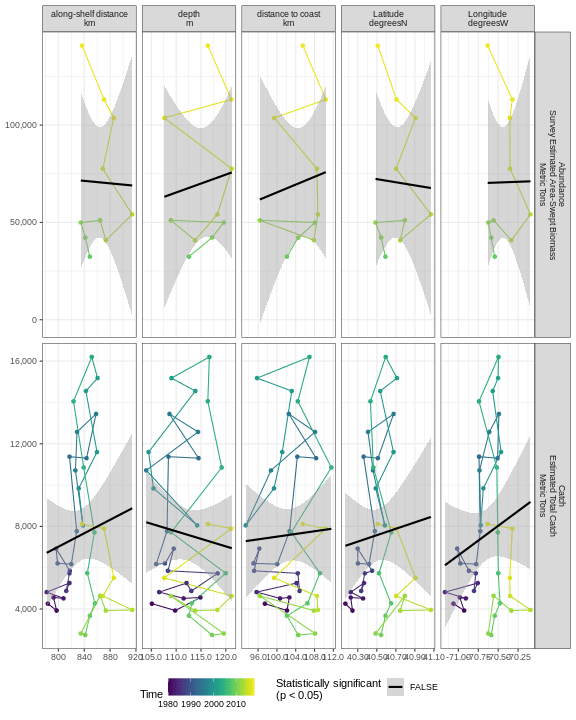 along-shelf distance
km
depth
m
distance to coast
km
Latitude
degreesN
Longitude
degreesW
100,000
50,000
0
Abundance
Survey Estimated Area-Swept Biomass
Metric Tons
16,000
12,000
8,000
4,000
Catch
Estimated Total Catch
Metric Tons
800 840 880 920
105.0 110.0 115.0 120.0
96.0 100.0 104.0 108.0 112.0
40.30 40.50 40.70 40.90 41.10
-71.00 -70.75 -70.50 -70.25
Time
1980 1990 2000 2010
Statistically significant
(p < 0.05)
FALSE